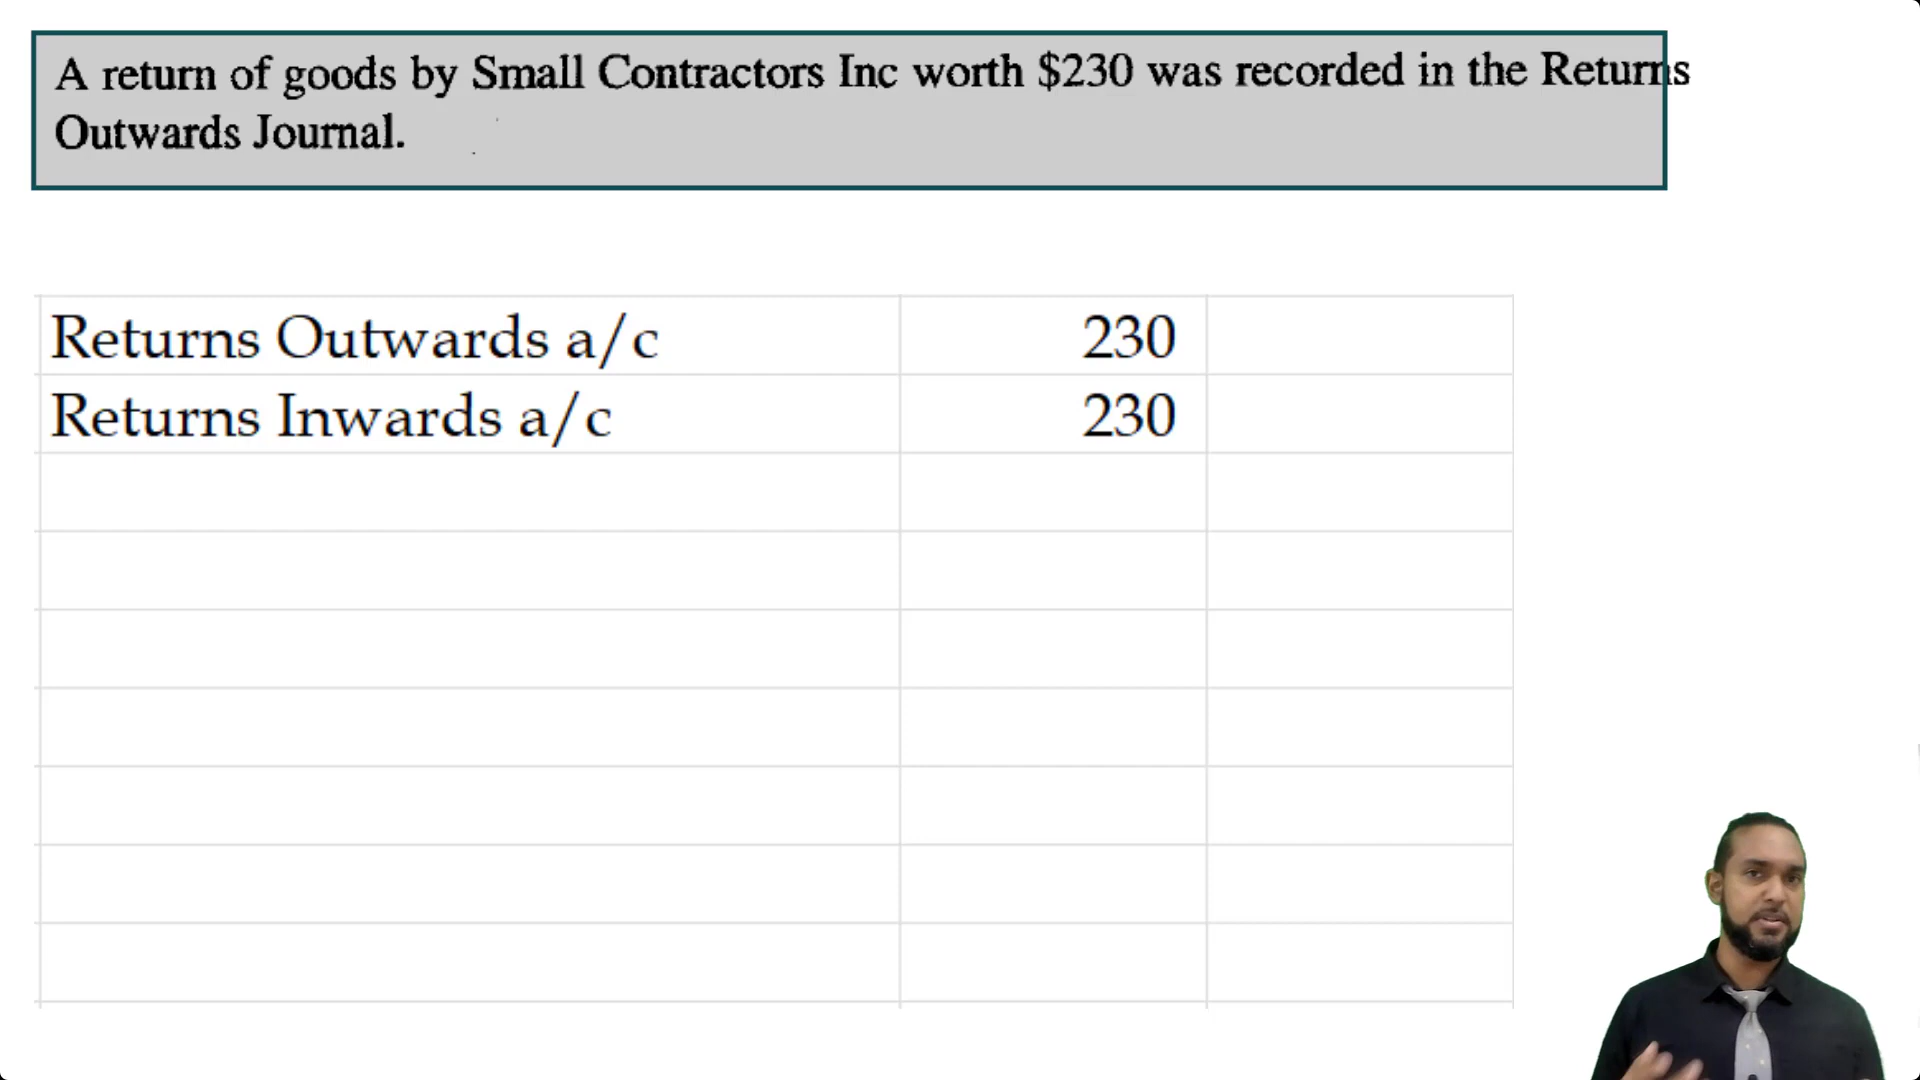 A return of goods by Small Contractors Inc worth $230 was recorded in the Returns
Outwards Journal.
Returns Outwards a/c 230
Returns Inwards a/c 230